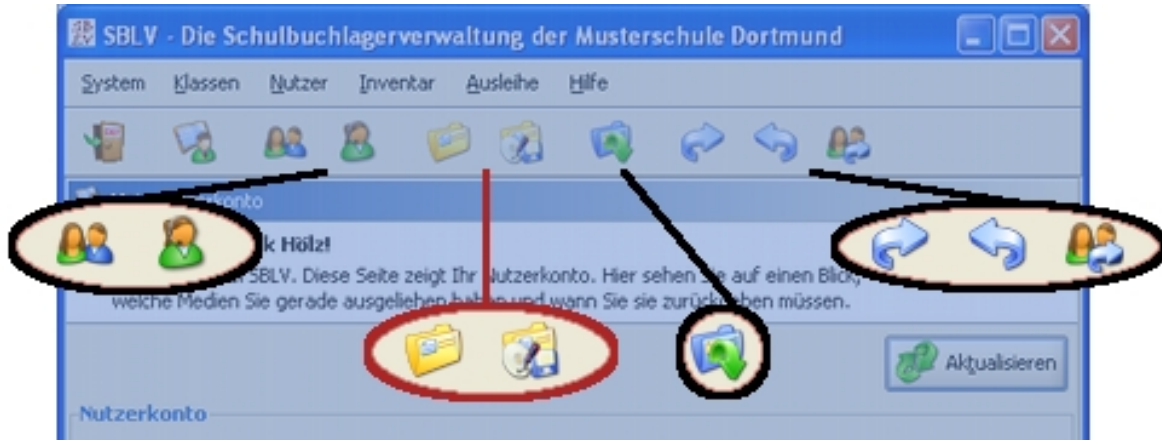 SBLV - Die Schulbuchlagerverwaltung der Musterschule Dortmund
System Klassen Nutzer Inventar Ausleihe Hilfe
k Hölz!
SBLV. Diese Seite zeigt Ihr Nutzerkonto. Hier sehen Sie auf einen Blick,
welche Medien Sie gerade ausgeliehen haben und wann Sie sie zurückgeben müssen.
Aktualisieren
Nutzerkonto